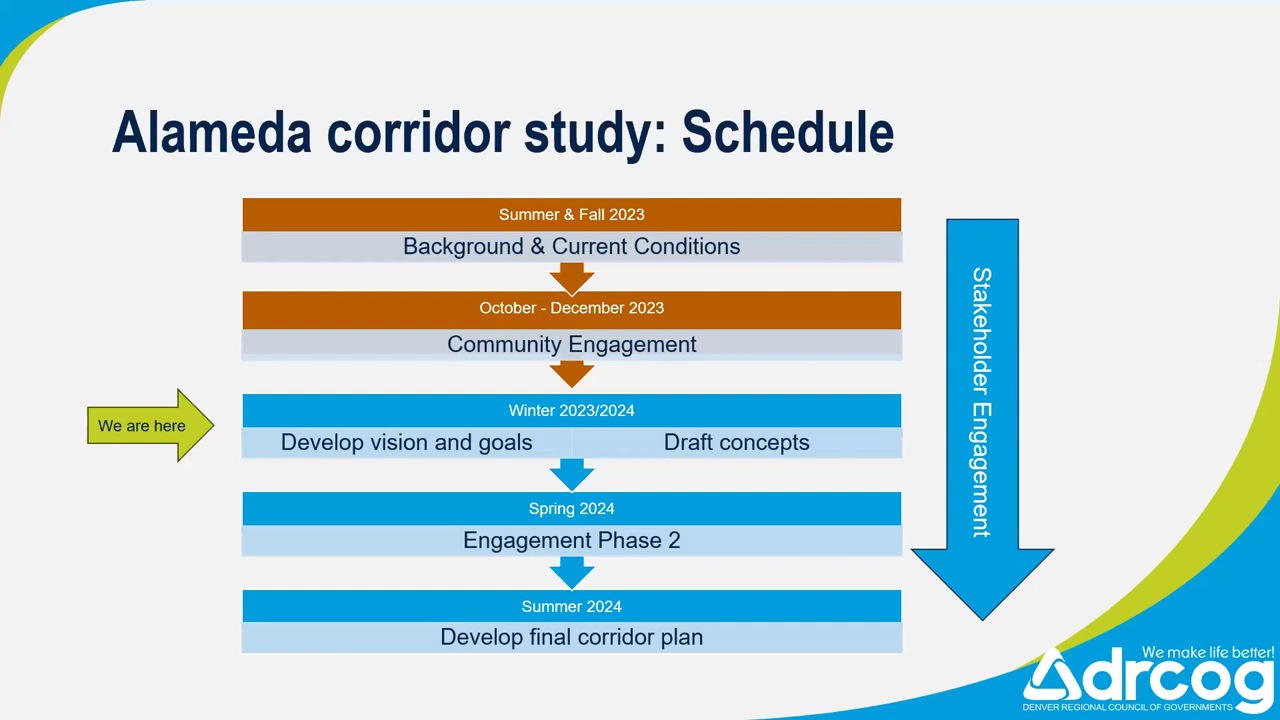 Alameda corridor study: Schedule
Summer & Fall 2023
Background & Current Conditions
October - December 2023
Community Engagement
We are here
Winter 2023/2024
Develop vision and goals
Draft concepts
Spring 2024
Engagement Phase 2
Summer 2024
Develop final corridor plan
Stakeholder Engagement
We make life better!
drcog
DENVER REGIONAL COUNCIL OF GOVERNMENTS